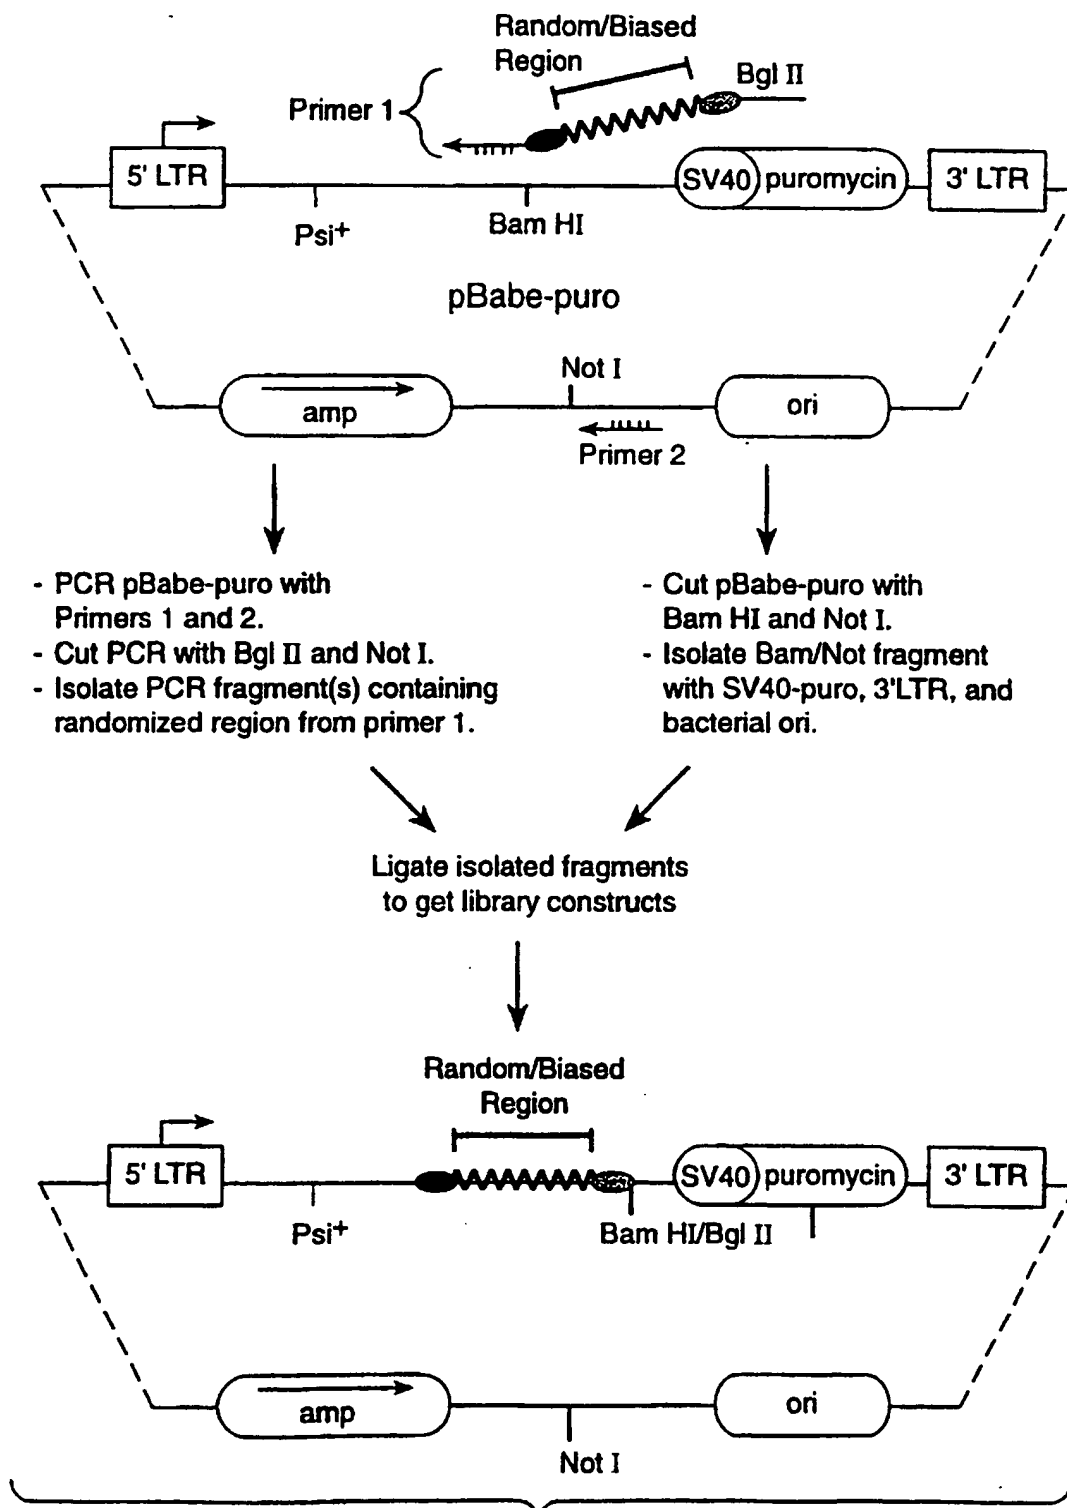 Random/Biased
Region
Bgl II
Primer 1
5' LTR
SV40
puromycin
3' LTR
Psi+
Bam HI
pBabe-puro
Not I
amp
ori
Primer 2
- PCR pBabe-puro with
Primers 1 and 2.
- Cut PCR with Bgl II and Not I.
- Isolate PCR fragment(s) containing
randomized region from primer 1.
- Cut pBabe-puro with
Bam HI and Not I.
- Isolate Bam/Not fragment
with SV40-puro, 3'LTR, and
bacterial ori.
Ligate isolated fragments
to get library constructs
Random/Biased
Region
5' LTR
SV40
puromycin
3' LTR
Psi+
Bam HI/Bgl II
amp
ori
Not I